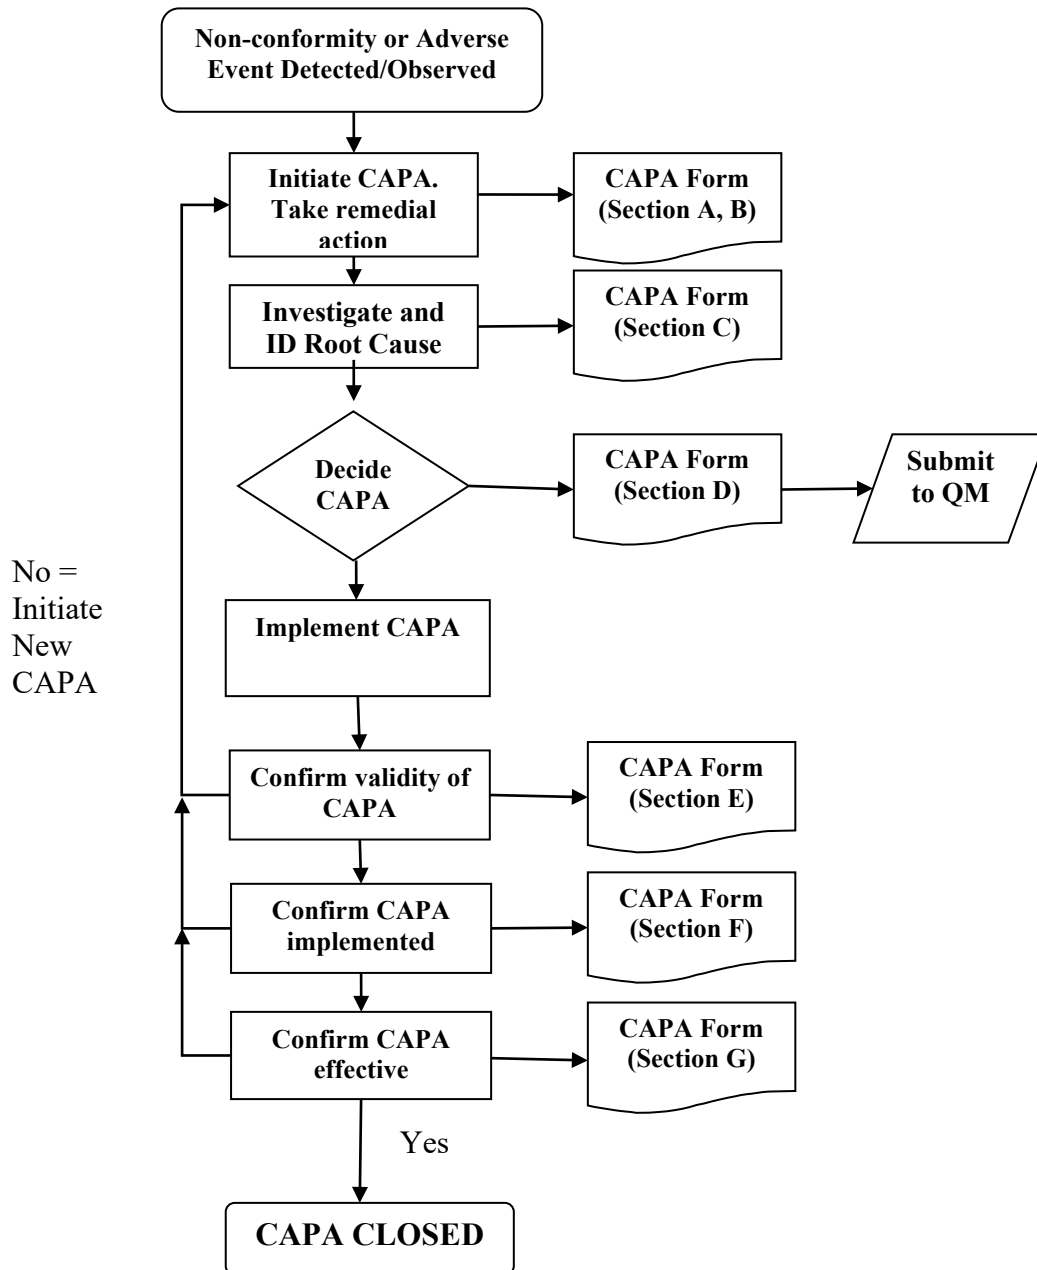 Non-conformity or Adverse
Event Detected/Observed
Initiate CAPA.
Take remedial
action
CAPA Form
(Section A, B)
Investigate and
ID Root Cause
CAPA Form
(Section C)
Decide
CAPA
CAPA Form
(Section D)
Submit
to QM
No =
Initiate
New
CAPA
Implement CAPA
Confirm validity of
CAPA
CAPA Form
(Section E)
Confirm CAPA
implemented
CAPA Form
(Section F)
Confirm CAPA
effective
CAPA Form
(Section G)
Yes
CAPA CLOSED